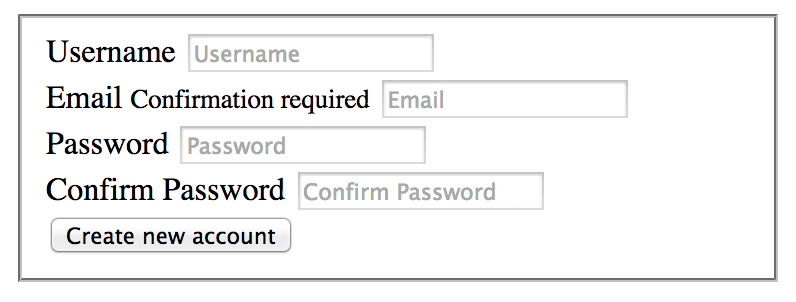 Username Username
Email Confirmation required Email
Password Password
Confirm Password Confirm Password
Create new account